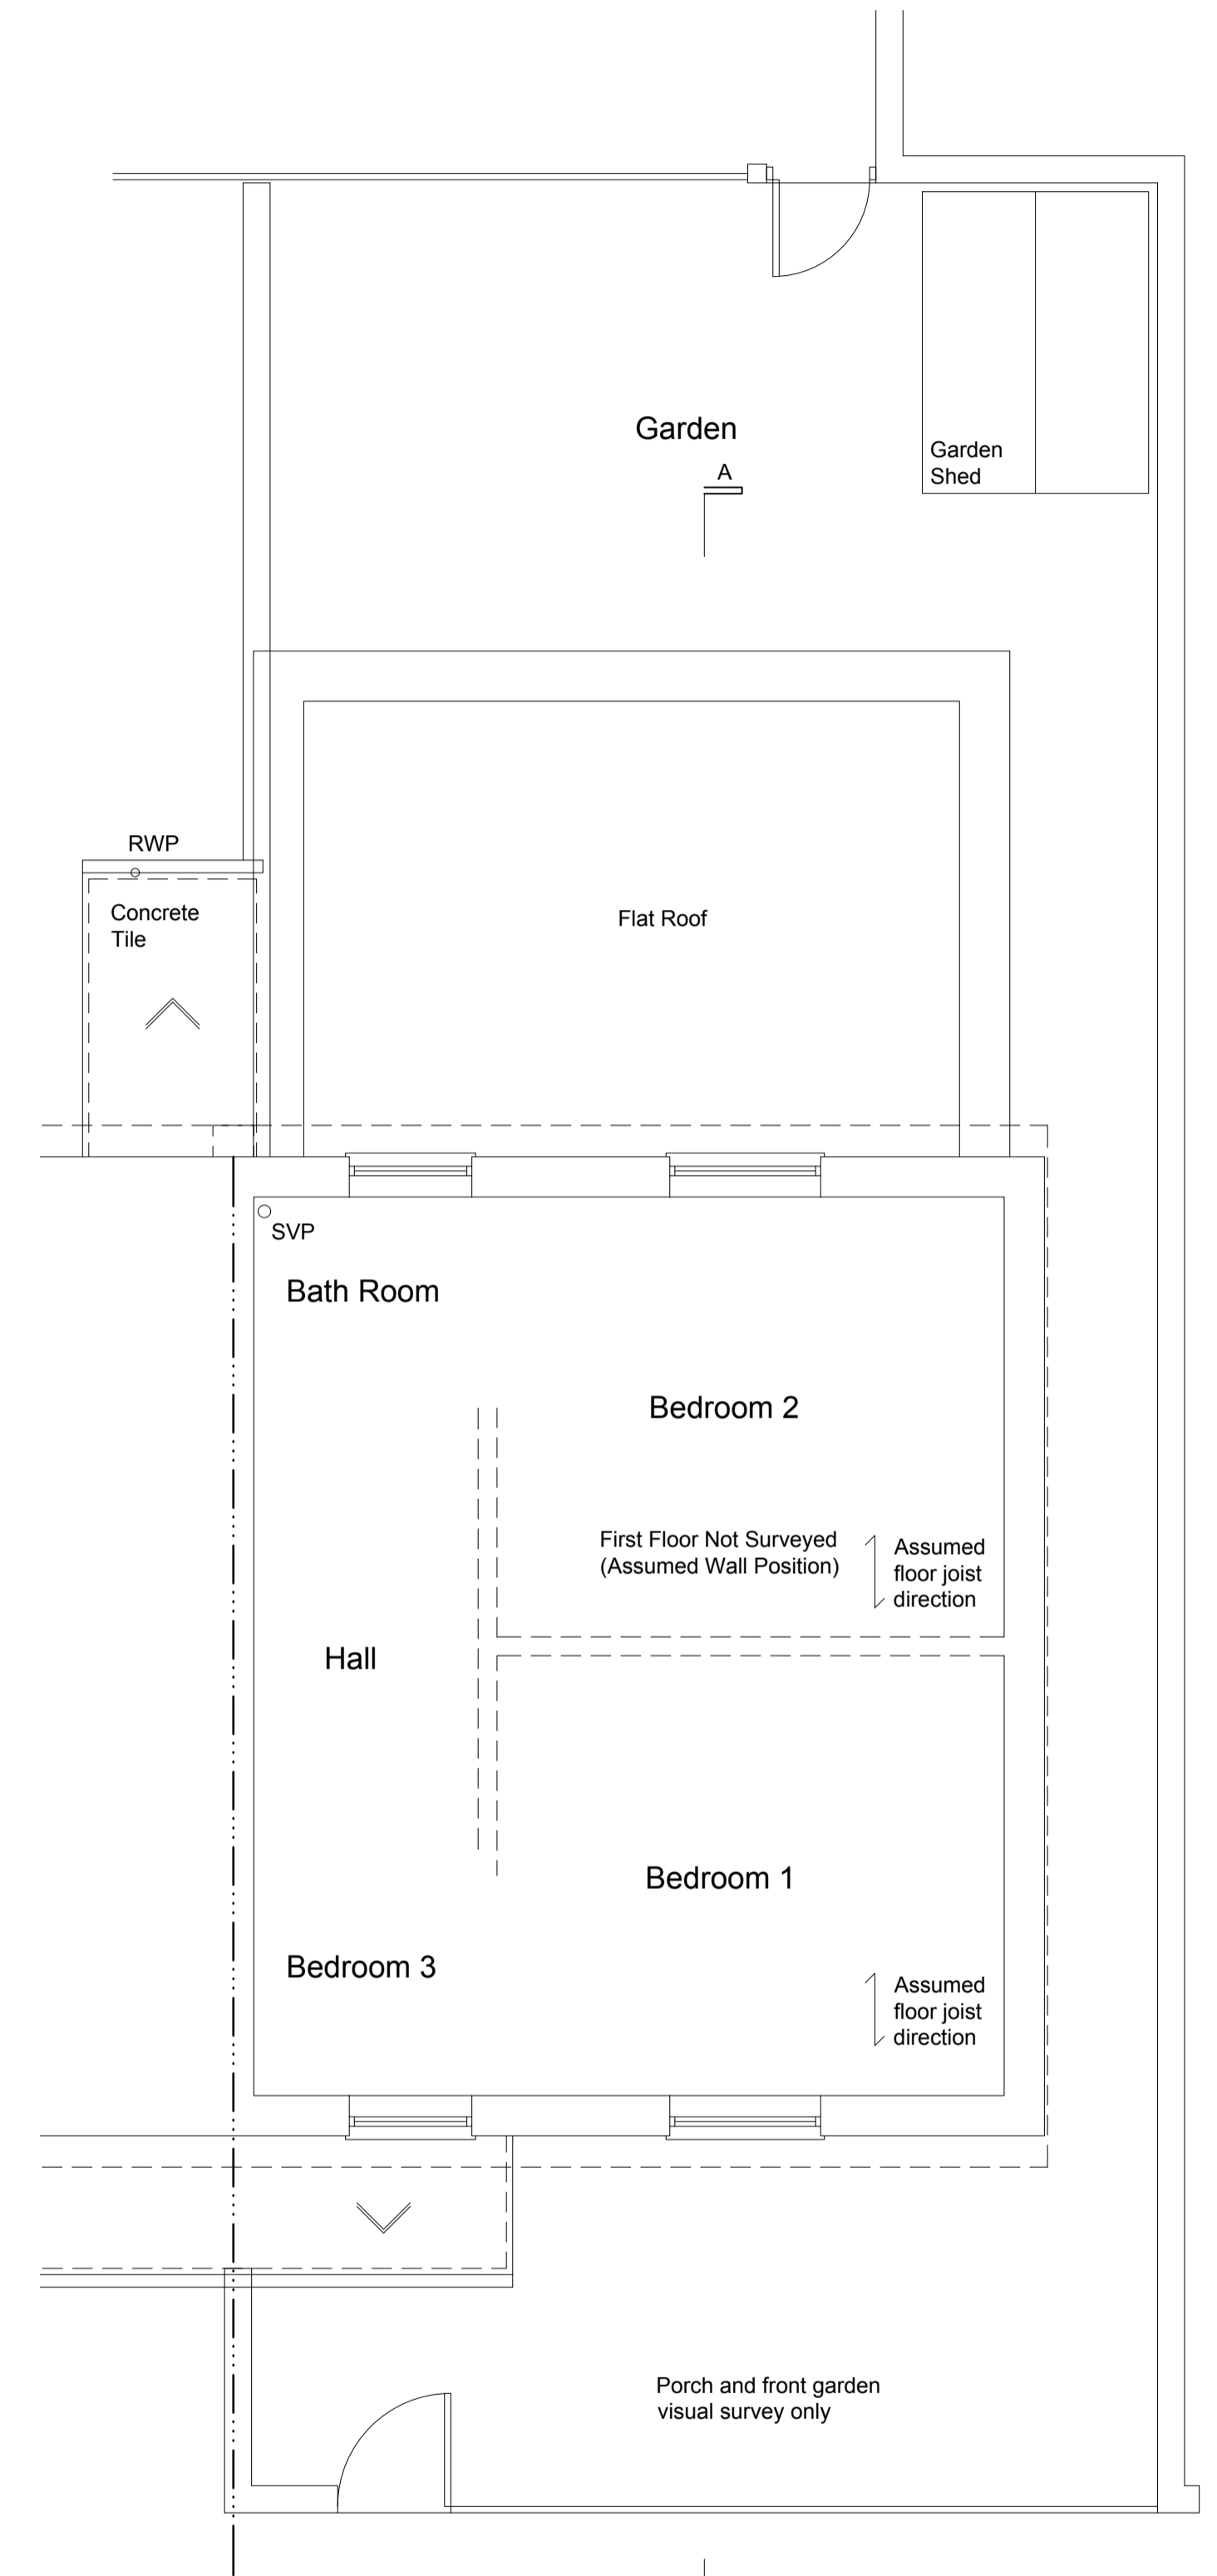 Garden
A
Garden
Shed
RWP
Concrete
Tile
Flat Roof
SVP
Bath Room
Bedroom 2
First Floor Not Surveyed
(Assumed Wall Position)
Assumed
floor joist
direction
Hall
Bedroom 1
Bedroom 3
Assumed
floor joist
direction
Porch and front garden
visual survey only